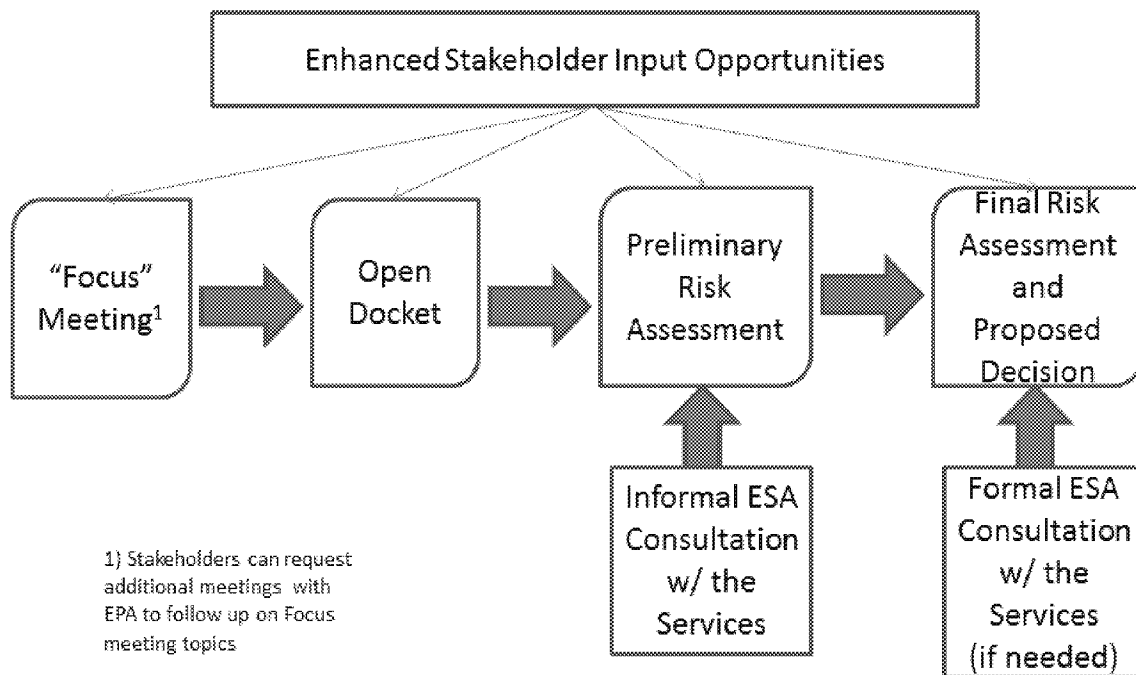 Enhanced Stakeholder Input Opportunities
“Focus”
Meeting1
Open
Docket
Preliminary
Risk
Assessment
Final Risk
Assessment
and
Proposed
Decision
Informal ESA
Consultation
w/ the
Services
Formal ESA
Consultation
w/ the
Services
(if needed)
1) Stakeholders can request
additional meetings with
EPA to follow up on Focus
meeting topics